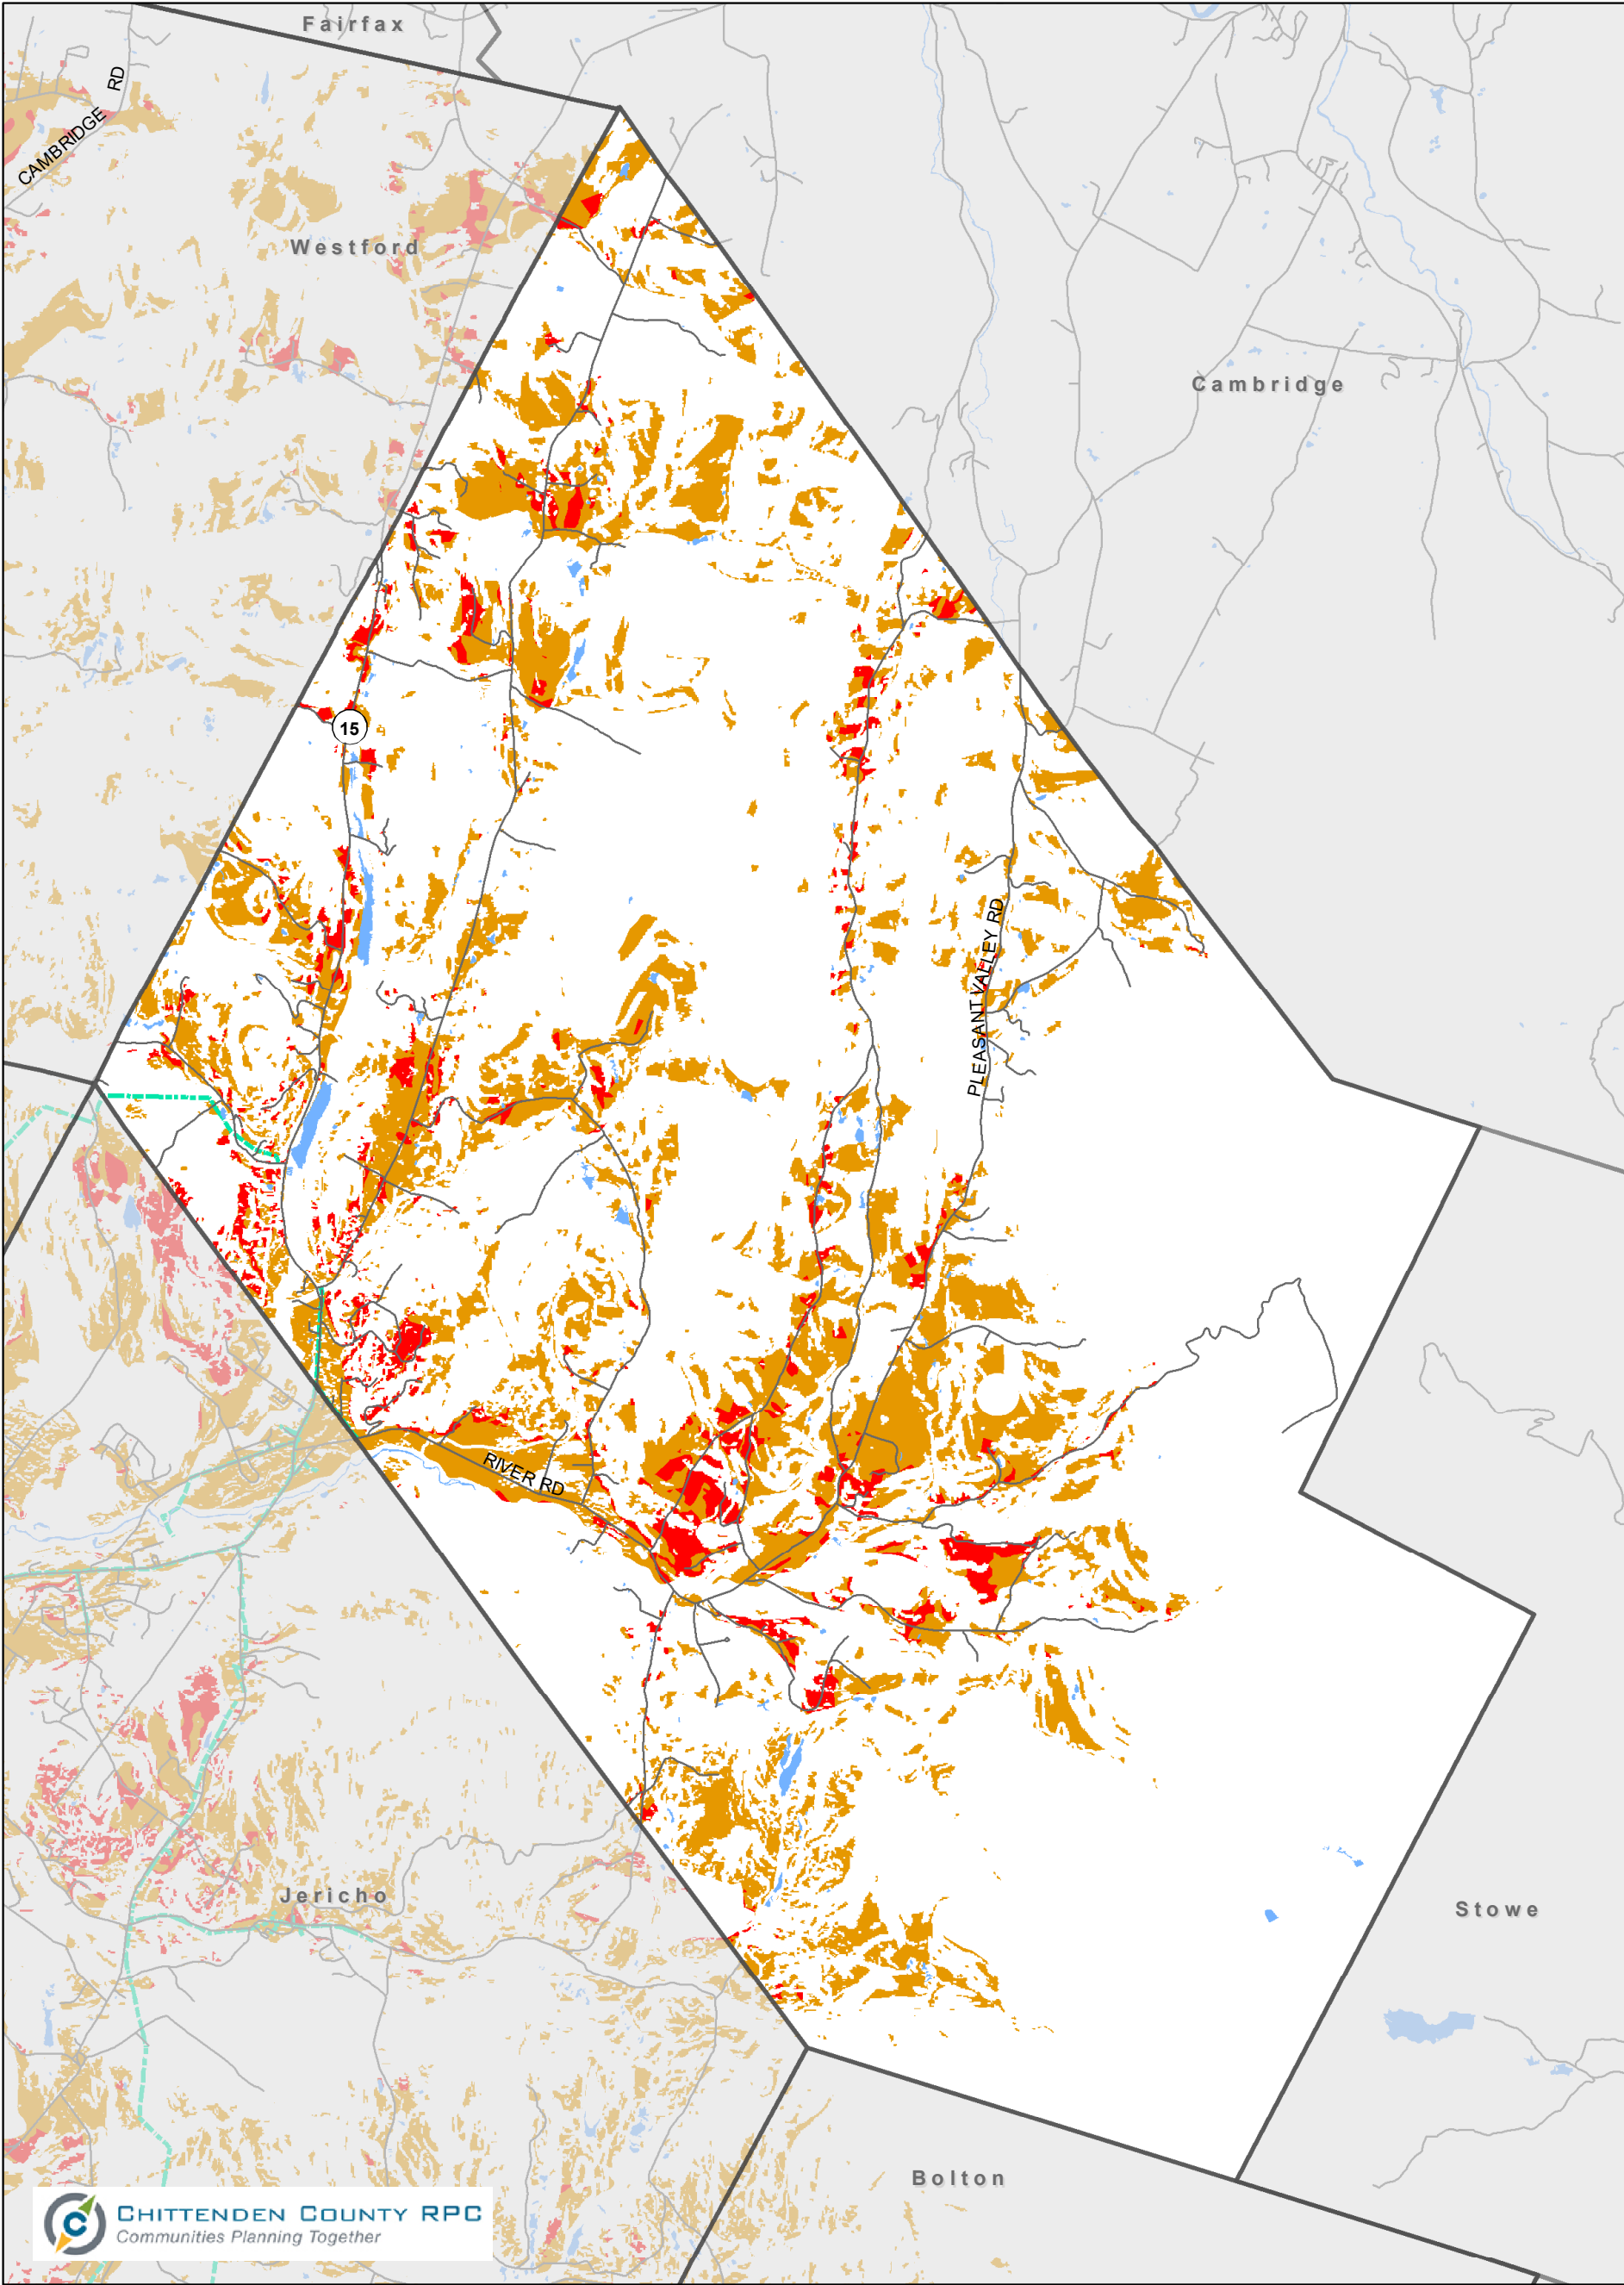 Fairfax
CAMBRIDGE RD
Westford
Cambridge
15
PLEASANT VALLEY RD
RIVER RD
Jericho
Stowe
Bolton
CHITTENDEN COUNTY RPC
Communities Planning Together